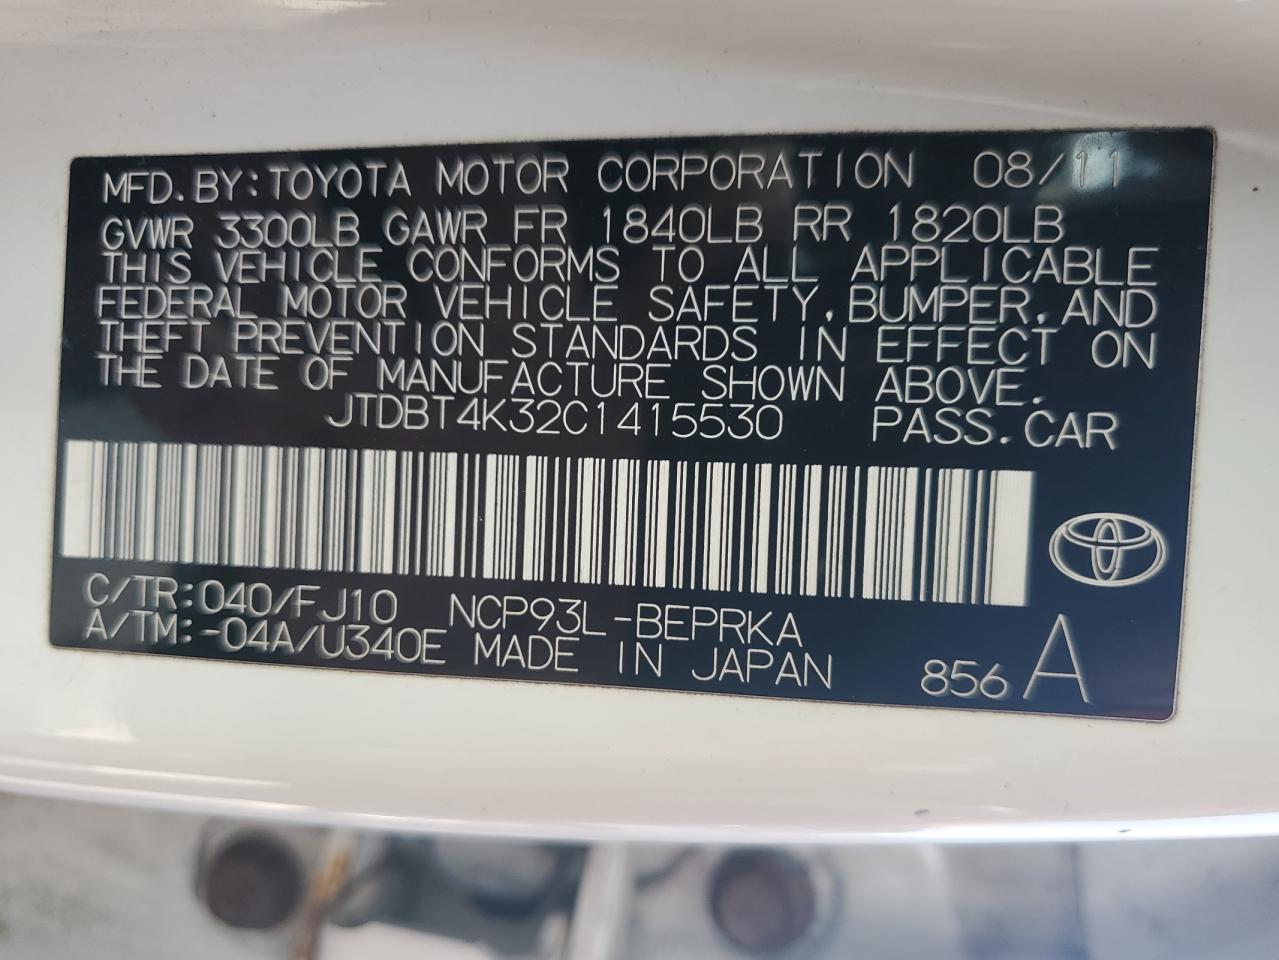 MFD.BY:TOYOTA MOTOR CORPORATION 08/11
GVWR 3300LB GAWR FR 1840LB RR 1820LB
THIS VEHICLE CONFORMS TO ALL APPLICABLE
FEDERAL MOTOR VEHICLE SAFETY,BUMPER,AND
THEFT PREVENTION STANDARDS IN EFFECT ON
THE DATE OF MANUFACTURE SHOWN ABOVE.
JTDBT4K32C1415530 PASS.CAR
C/TR:040/FJ10 NCP93L-BEPRKA
A/TM:-04A/U340E MADE IN JAPAN 856 A